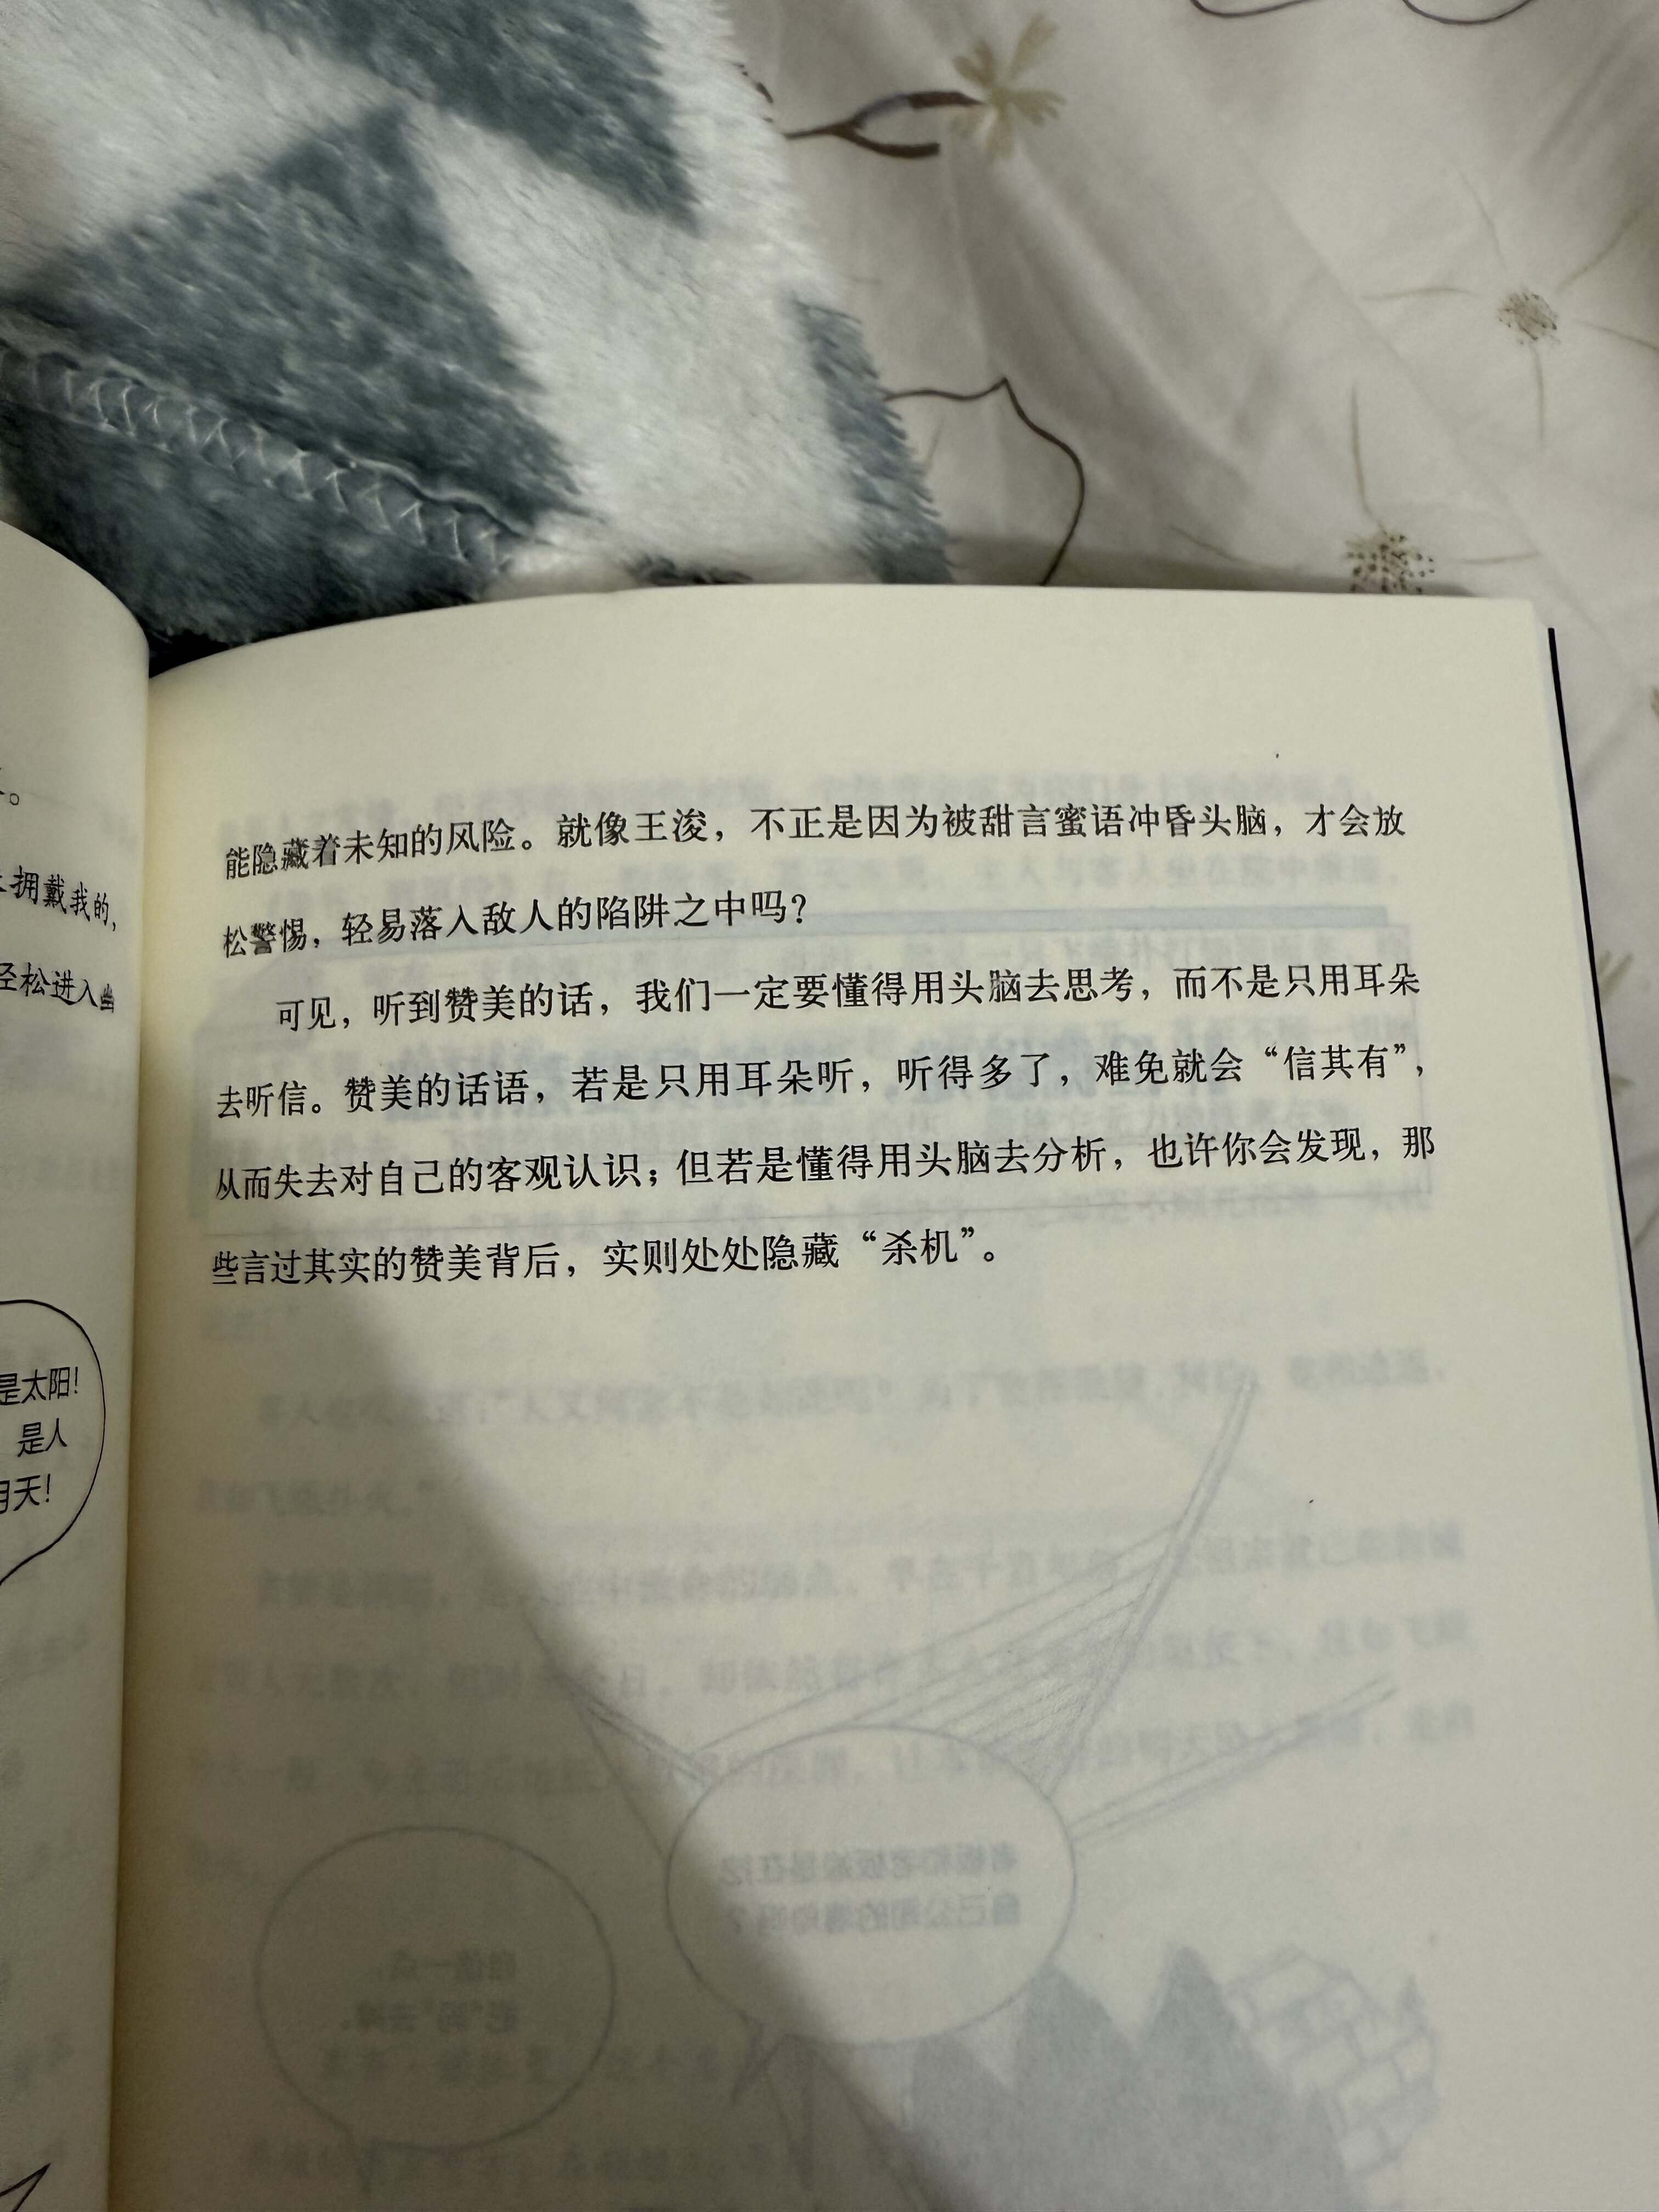 。
拥戴我的,
松进入幽
是太阳!
是人
天!
能隐藏着未知的风险。就像王浚，不正是因为被甜言蜜语冲昏头脑，才会放
松警惕，轻易落入敌人的陷阱之中吗？
可见，听到赞美的话，我们一定要懂得用头脑去思考，而不是只用耳朵
去听信。赞美的话语，若是只用耳朵听，听得多了，难免就会“信其有”，
从而失去对自己的客观认识；但若是懂得用头脑去分析，也许你会发现，那
些言过其实的赞美背后，实则处处隐藏“杀机”。